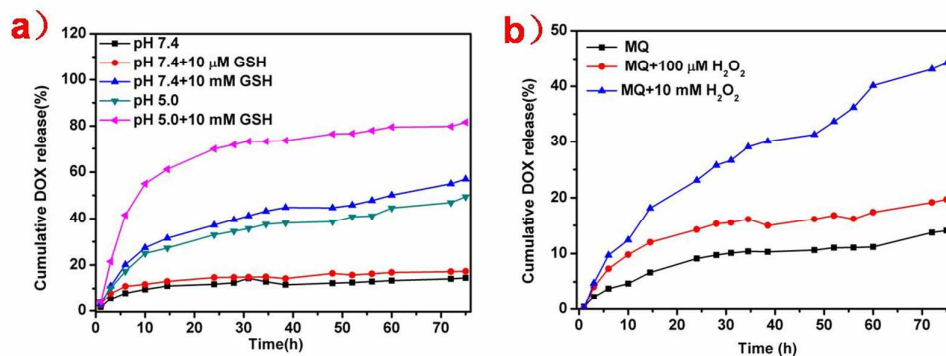 a)
120
100
80
60
40
20
0
Cumulative DOX release(%)
pH 7.4
pH 7.4+10 μM GSH
pH 7.4+10 mM GSH
pH 5.0
pH 5.0+10 mM GSH
0 10 20 30 40 50 60 70
Time(h)
b)
50
40
30
20
10
0
Cumulative DOX release(%)
MQ
MQ+100 μM H₂O₂
MQ+10 mM H₂O₂
0 10 20 30 40 50 60 70
Time (h)